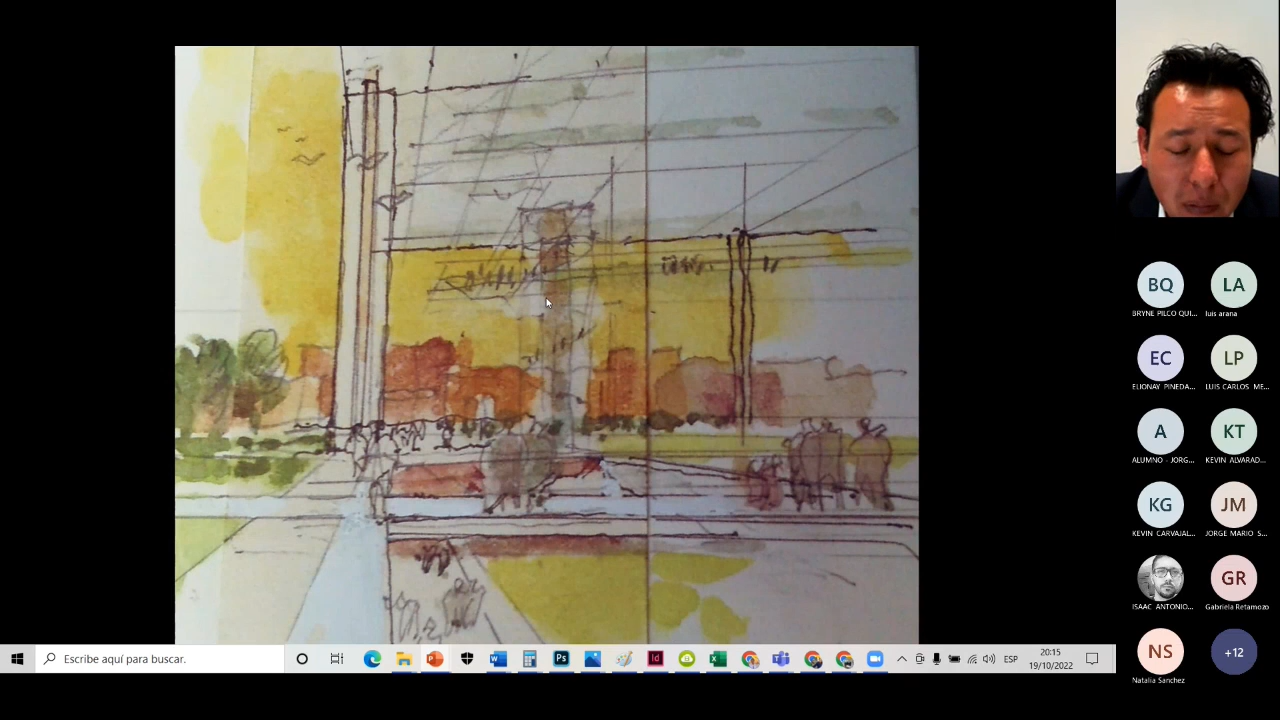 BQ
LA
BRYNE PILCO QUI...
luis arana
EC
LP
ELIONAY PINEDA...
LUIS CARLOS ME...
A
KT
ALUMNO - JORG...
KEVIN ALVARAD...
KG
JM
KEVIN CARVAJAL...
JORGE MARIO S...
GR
ISAAC ANTONIO...
Gabriela Retamozo
NS
+12
Natalia Sanchez
Escribe aquí para buscar.
W
Ps
Id
X
ESP
20:15
19/10/2022